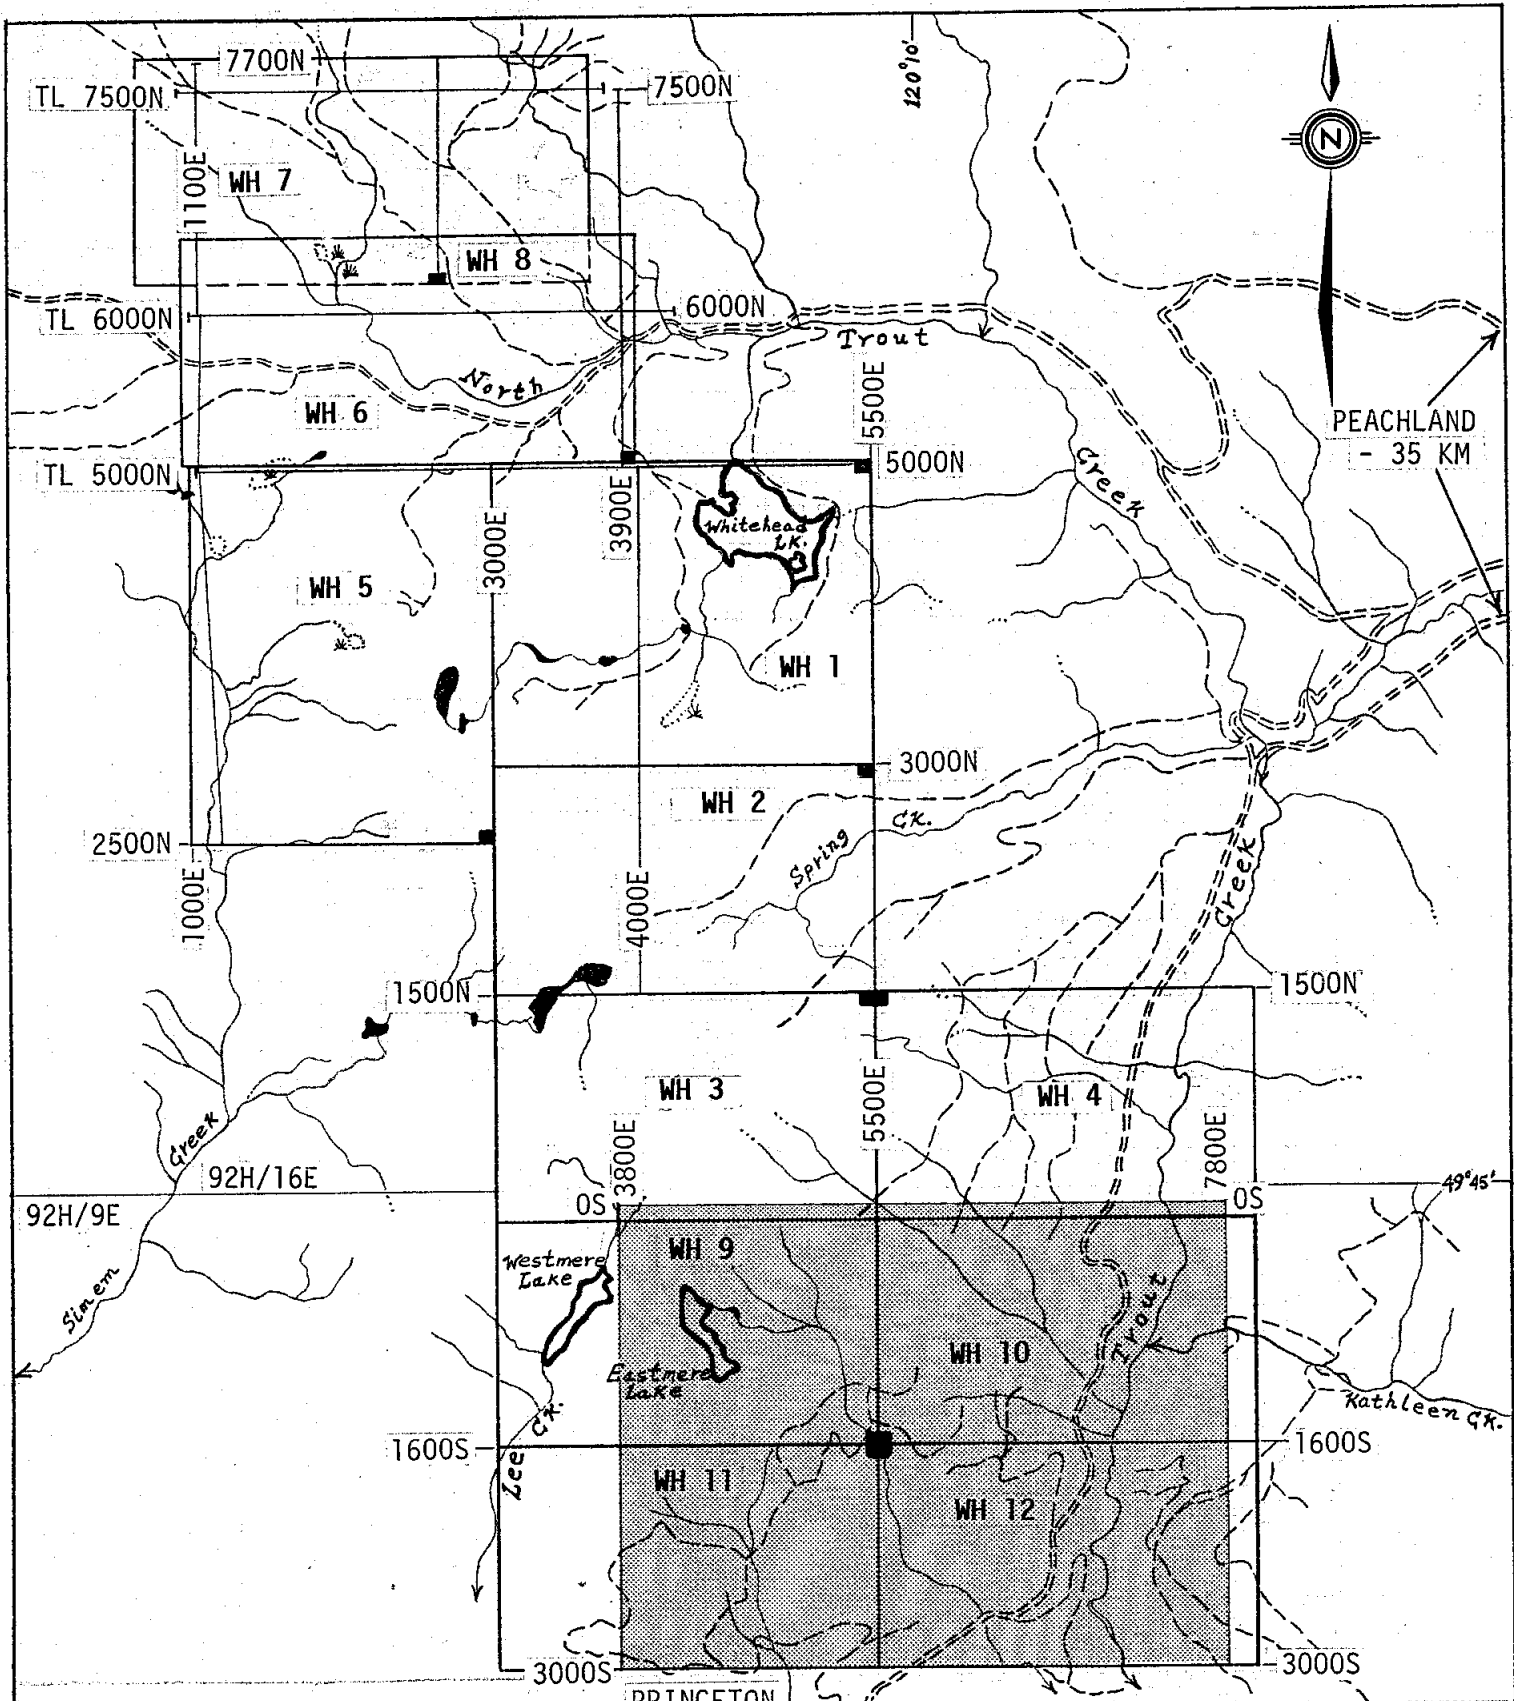 120°10'
7700N
TL 7500N
7500N
N
1100E
WH 7
WH 8
TL 6000N
6000N
Trout
North
5500E
WH 6
PEACHLAND
- 35 KM
TL 5000N
5000N
Creek
3000E
3900E
Whitehead
LK.
WH 5
WH 1
3000N
WH 2
CK.
Spring
2500N
1000E
4000E
Creek
1500N
1500N
WH 3
5500E
WH 4
3800E
7800E
Creek
92H/16E
0S
0S
49°45'
92H/9E
WH 9
Westmere
Lake
Simem
Trout
WH 10
Eastmere
Lake
Kathleen CK.
Lee CK.
1600S
1600S
WH 11
WH 12
3000S
3000S
PRINCETON